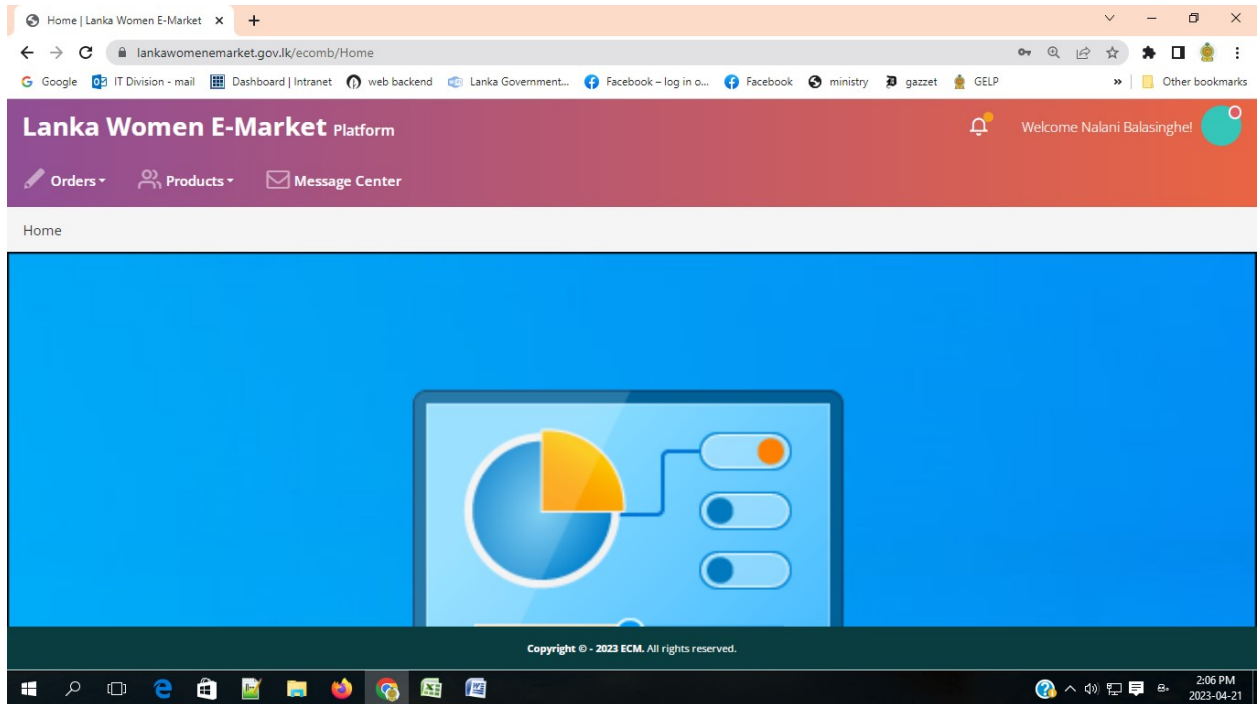 Home | Lanka Women E-Market
lankawomenemarket.gov.lk/ecomb/Home
Google IT Division - mail Dashboard | Intranet web backend Lanka Government... Facebook – log in o... Facebook ministry gazzet GELP » Other bookmarks
Lanka Women E-Market Platform Welcome Nalani Balasinghe!
Orders Products Message Center
Home
Copyright © - 2023 ECM. All rights reserved.
2:06 PM
2023-04-21